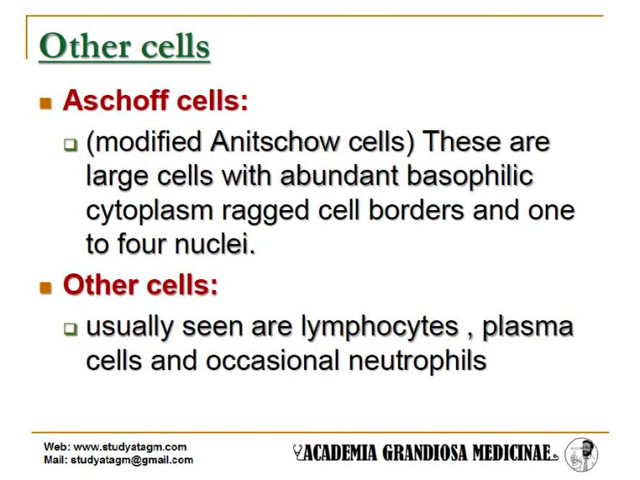 Other cells
Aschoff cells:
(modified Anitschow cells) These are
large cells with abundant basophilic
cytoplasm ragged cell borders and one
to four nuclei.
Other cells:
usually seen are lymphocytes , plasma
cells and occasional neutrophils
Web: www.studyatagm.com
Mail: studyatagm@gmail.com
ACADEMIA GRANDIOSA MEDICINAE